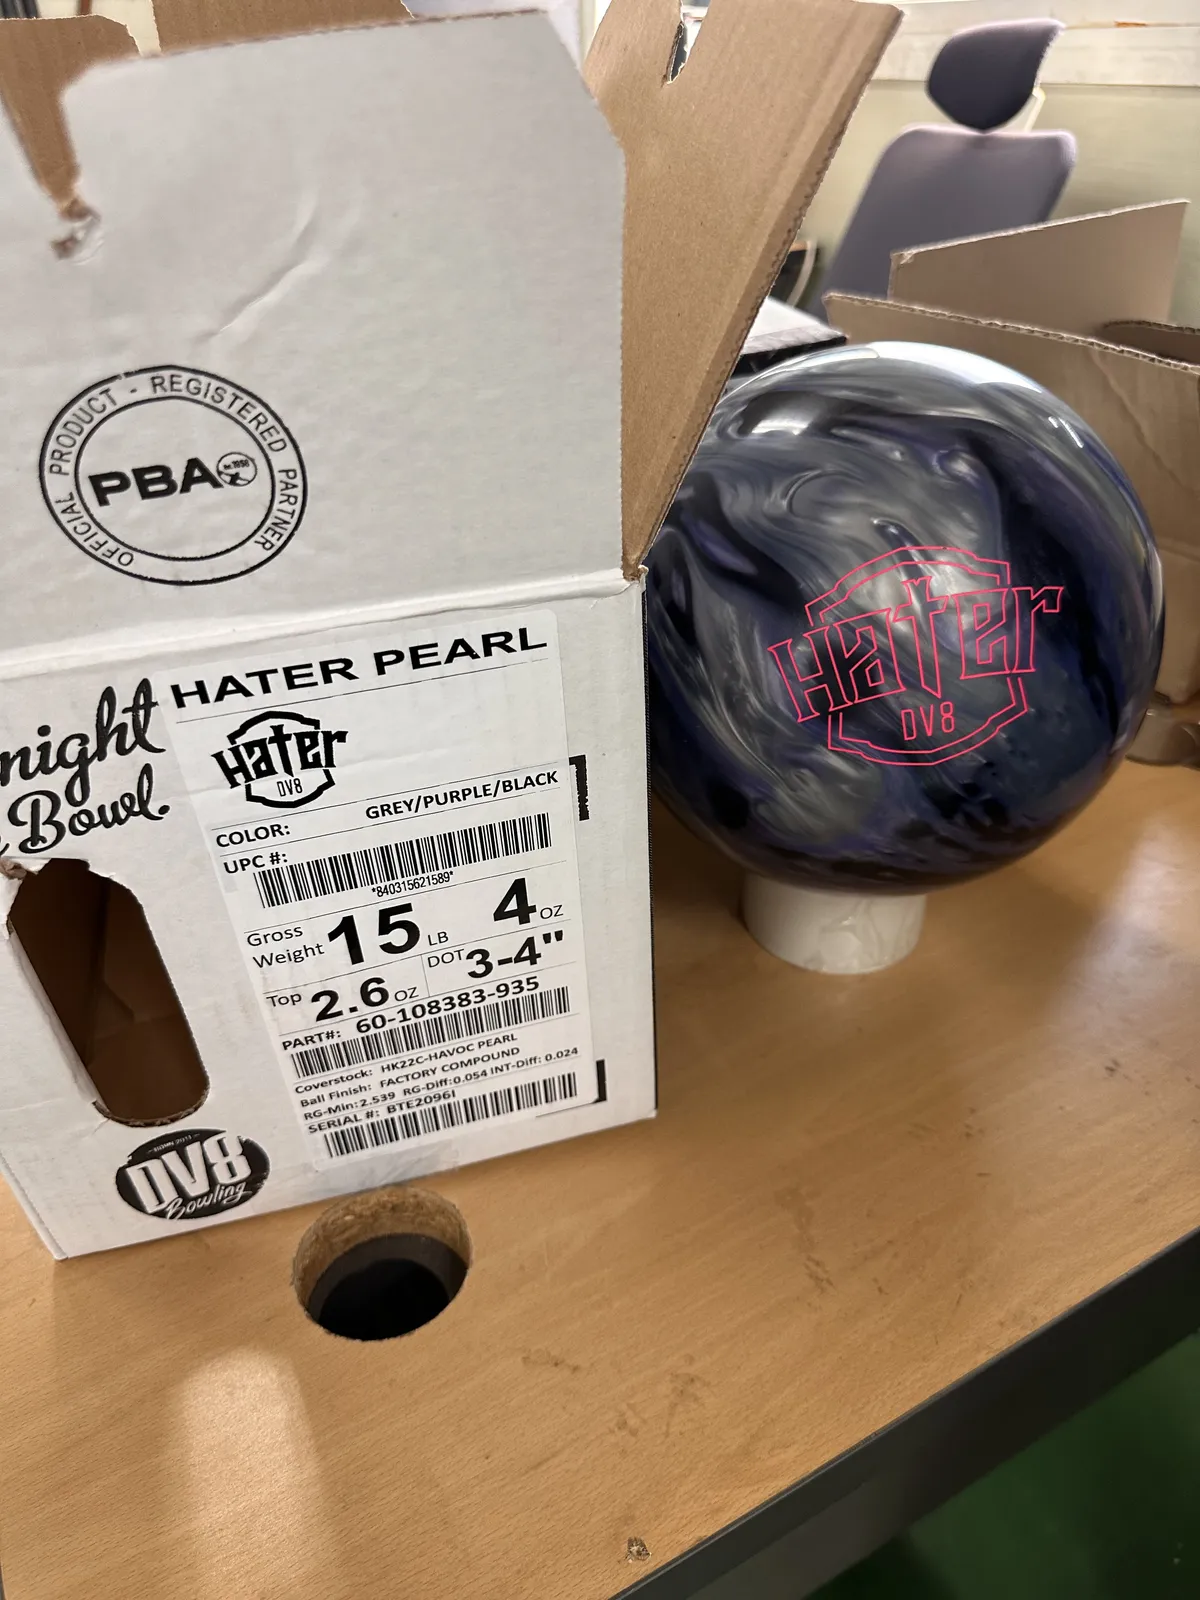 OFFICIAL PRODUCT - REGISTERED PARTNER
PBA
night
Bowl.
HATER PEARL
Hater
DV8
COLOR: GREY/PURPLE/BLACK
UPC #:
*840315621589*
Gross Weight 15 LB 4 OZ
Top 2.6 OZ DOT 3-4"
PART#: 60-108383-935
Coverstock: HK22C-HAVOC PEARL
Ball Finish: FACTORY COMPOUND
RG-Min:2.539 RG-Diff:0.054 INT-Diff: 0.024
SERIAL #: BTE2096I
DV8
Bowling
Hater
DV8